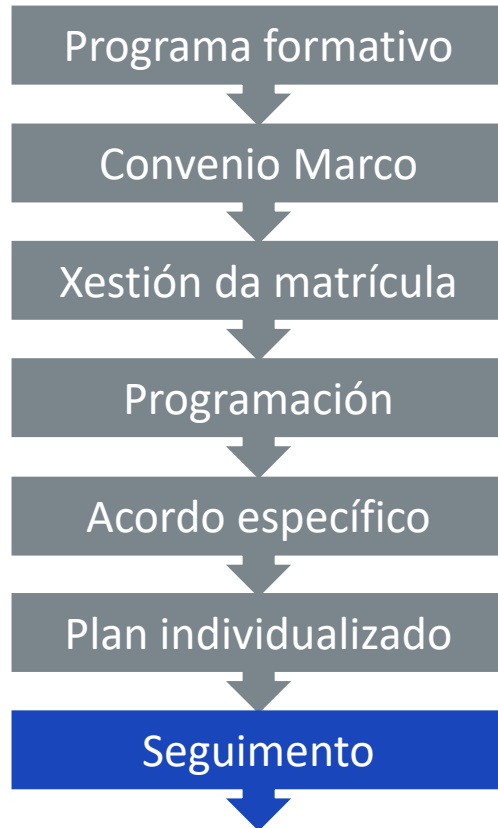 Programa formativo
Convenio Marco
Xestión da matrícula
Programación
Acordo específico
Plan individualizado
Seguimento